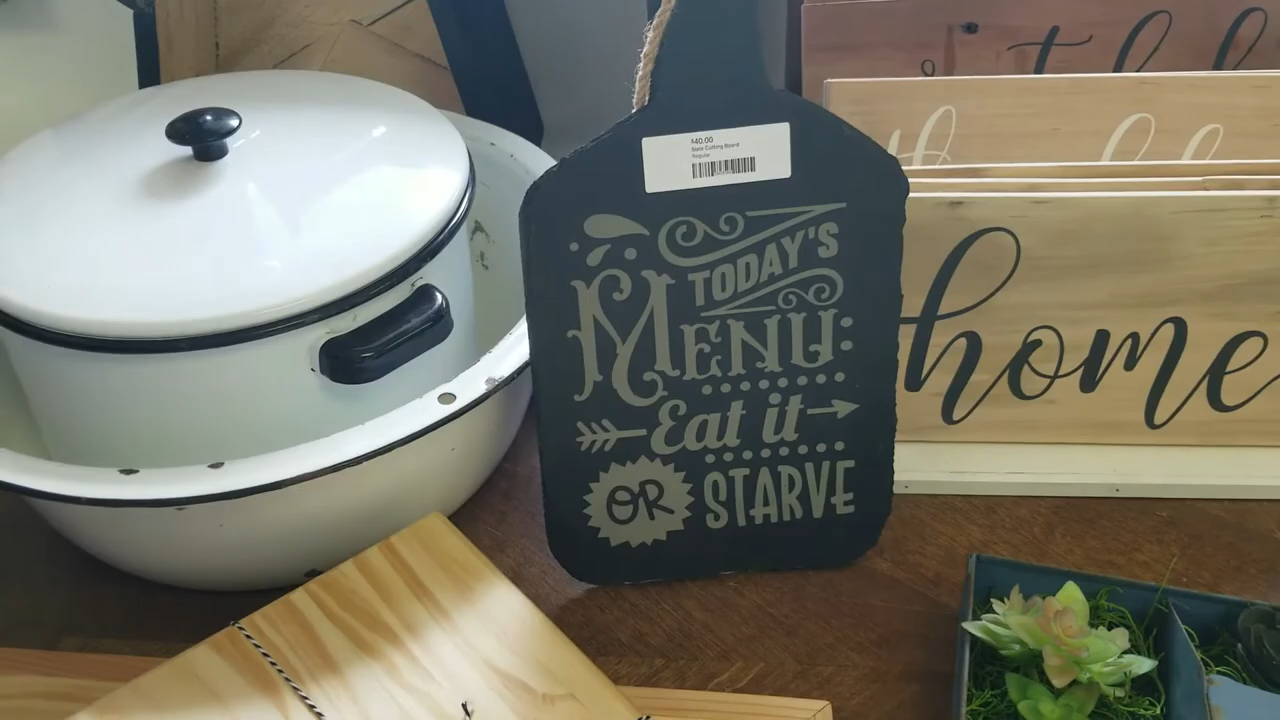 $40.00
Slate Cutting Board
Regular
TODAY'S
MENU:
Eat it
OR STARVE
home